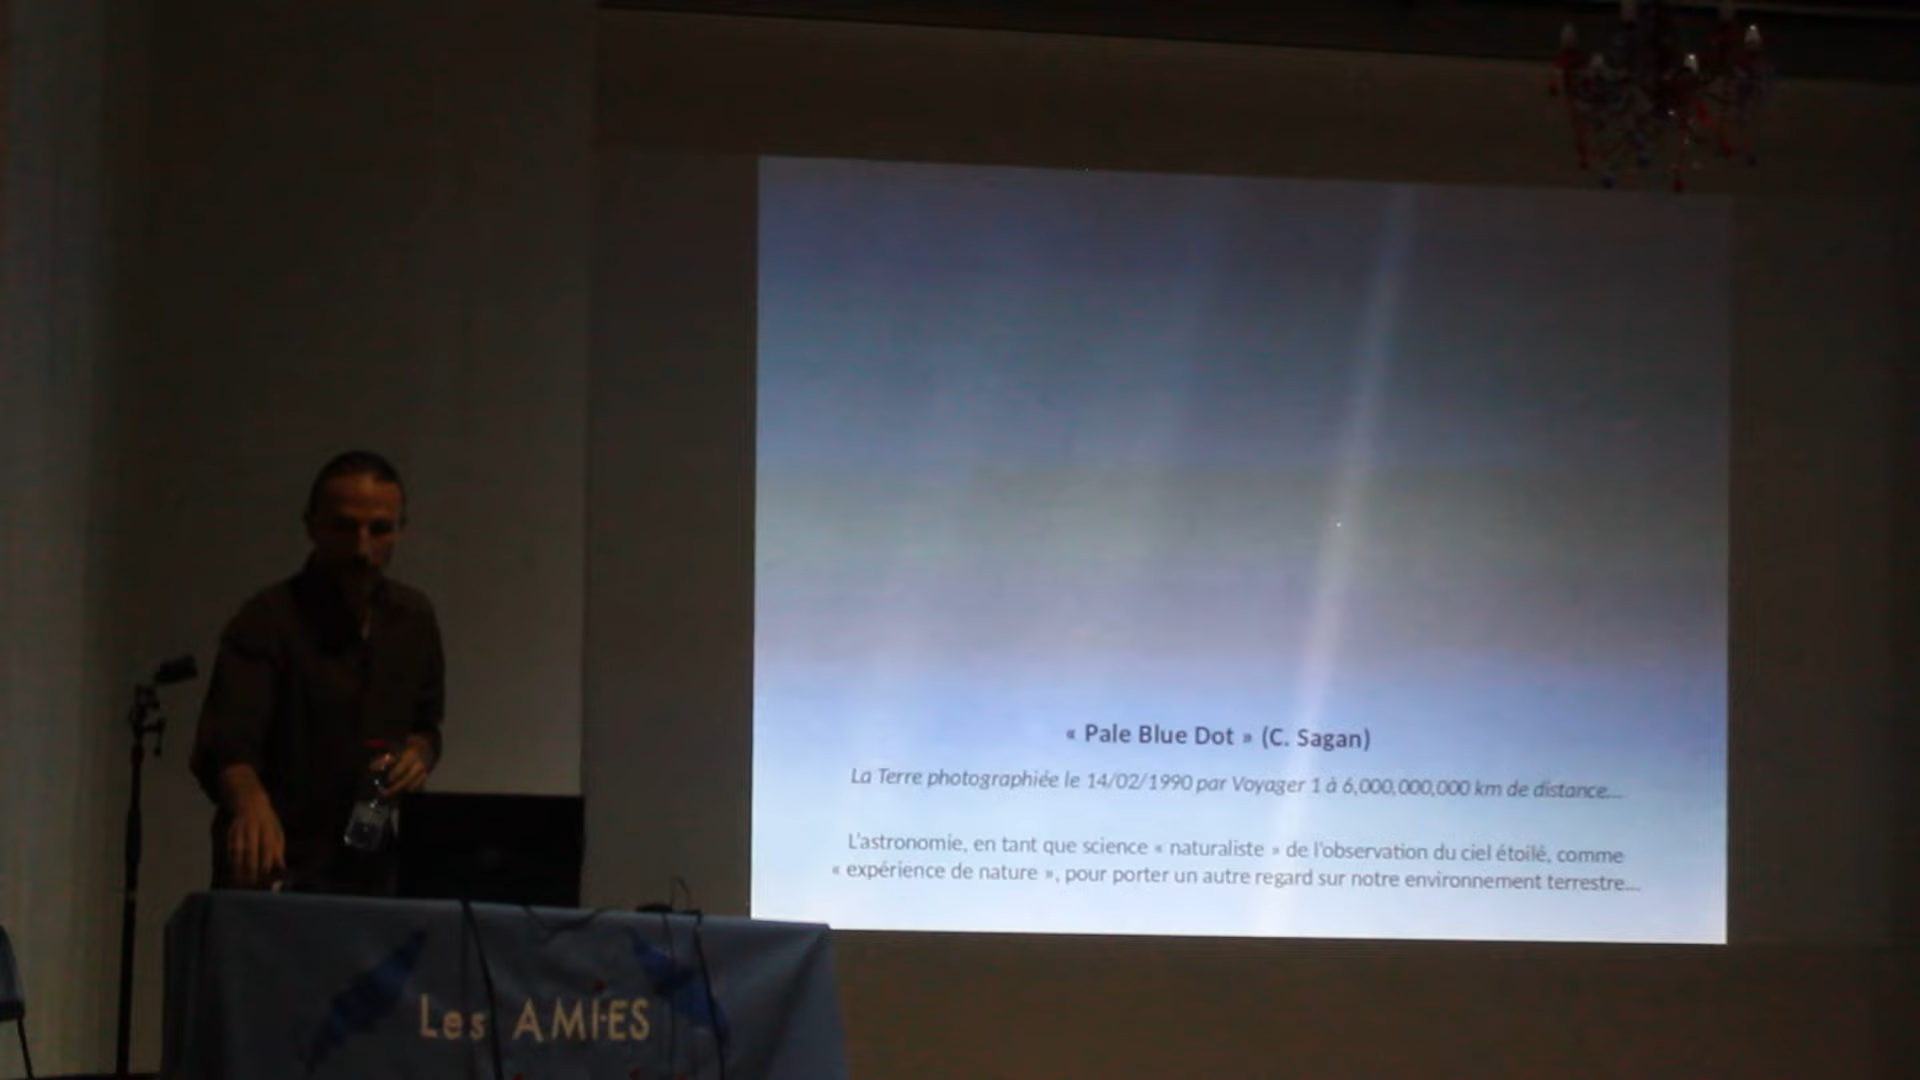 « Pale Blue Dot » (C. Sagan)
La Terre photographiée le 14/02/1990 par Voyager 1 à 6,000,000,000 km de distance...
L'astronomie, en tant que science « naturaliste » de l'observation du ciel étoilé, comme
« expérience de nature », pour porter un autre regard sur notre environnement terrestre...
Les AMi·ES